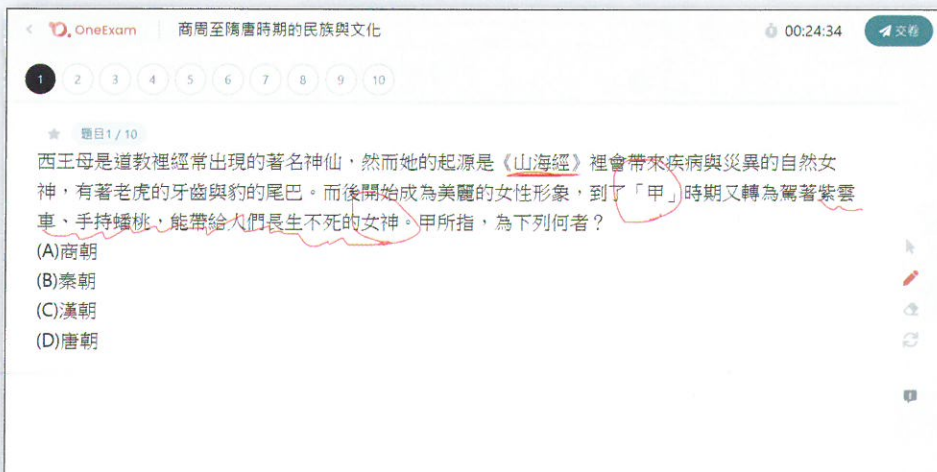 < OneExam 商周至隋唐時期的民族與文化 00:24:34 交卷
1 2 3 4 5 6 7 8 9 10
題目1 / 10
西王母是道教裡經常出現的著名神仙，然而她的起源是《山海經》裡會帶來疾病與災異的自然女
神，有著老虎的牙齒與豹的尾巴。而後開始成為美麗的女性形象，到了「甲」時期又轉為駕著紫雲
車、手持蟠桃，能帶給人們長生不死的女神。甲所指，為下列何者？
(A)商朝
(B)秦朝
(C)漢朝
(D)唐朝